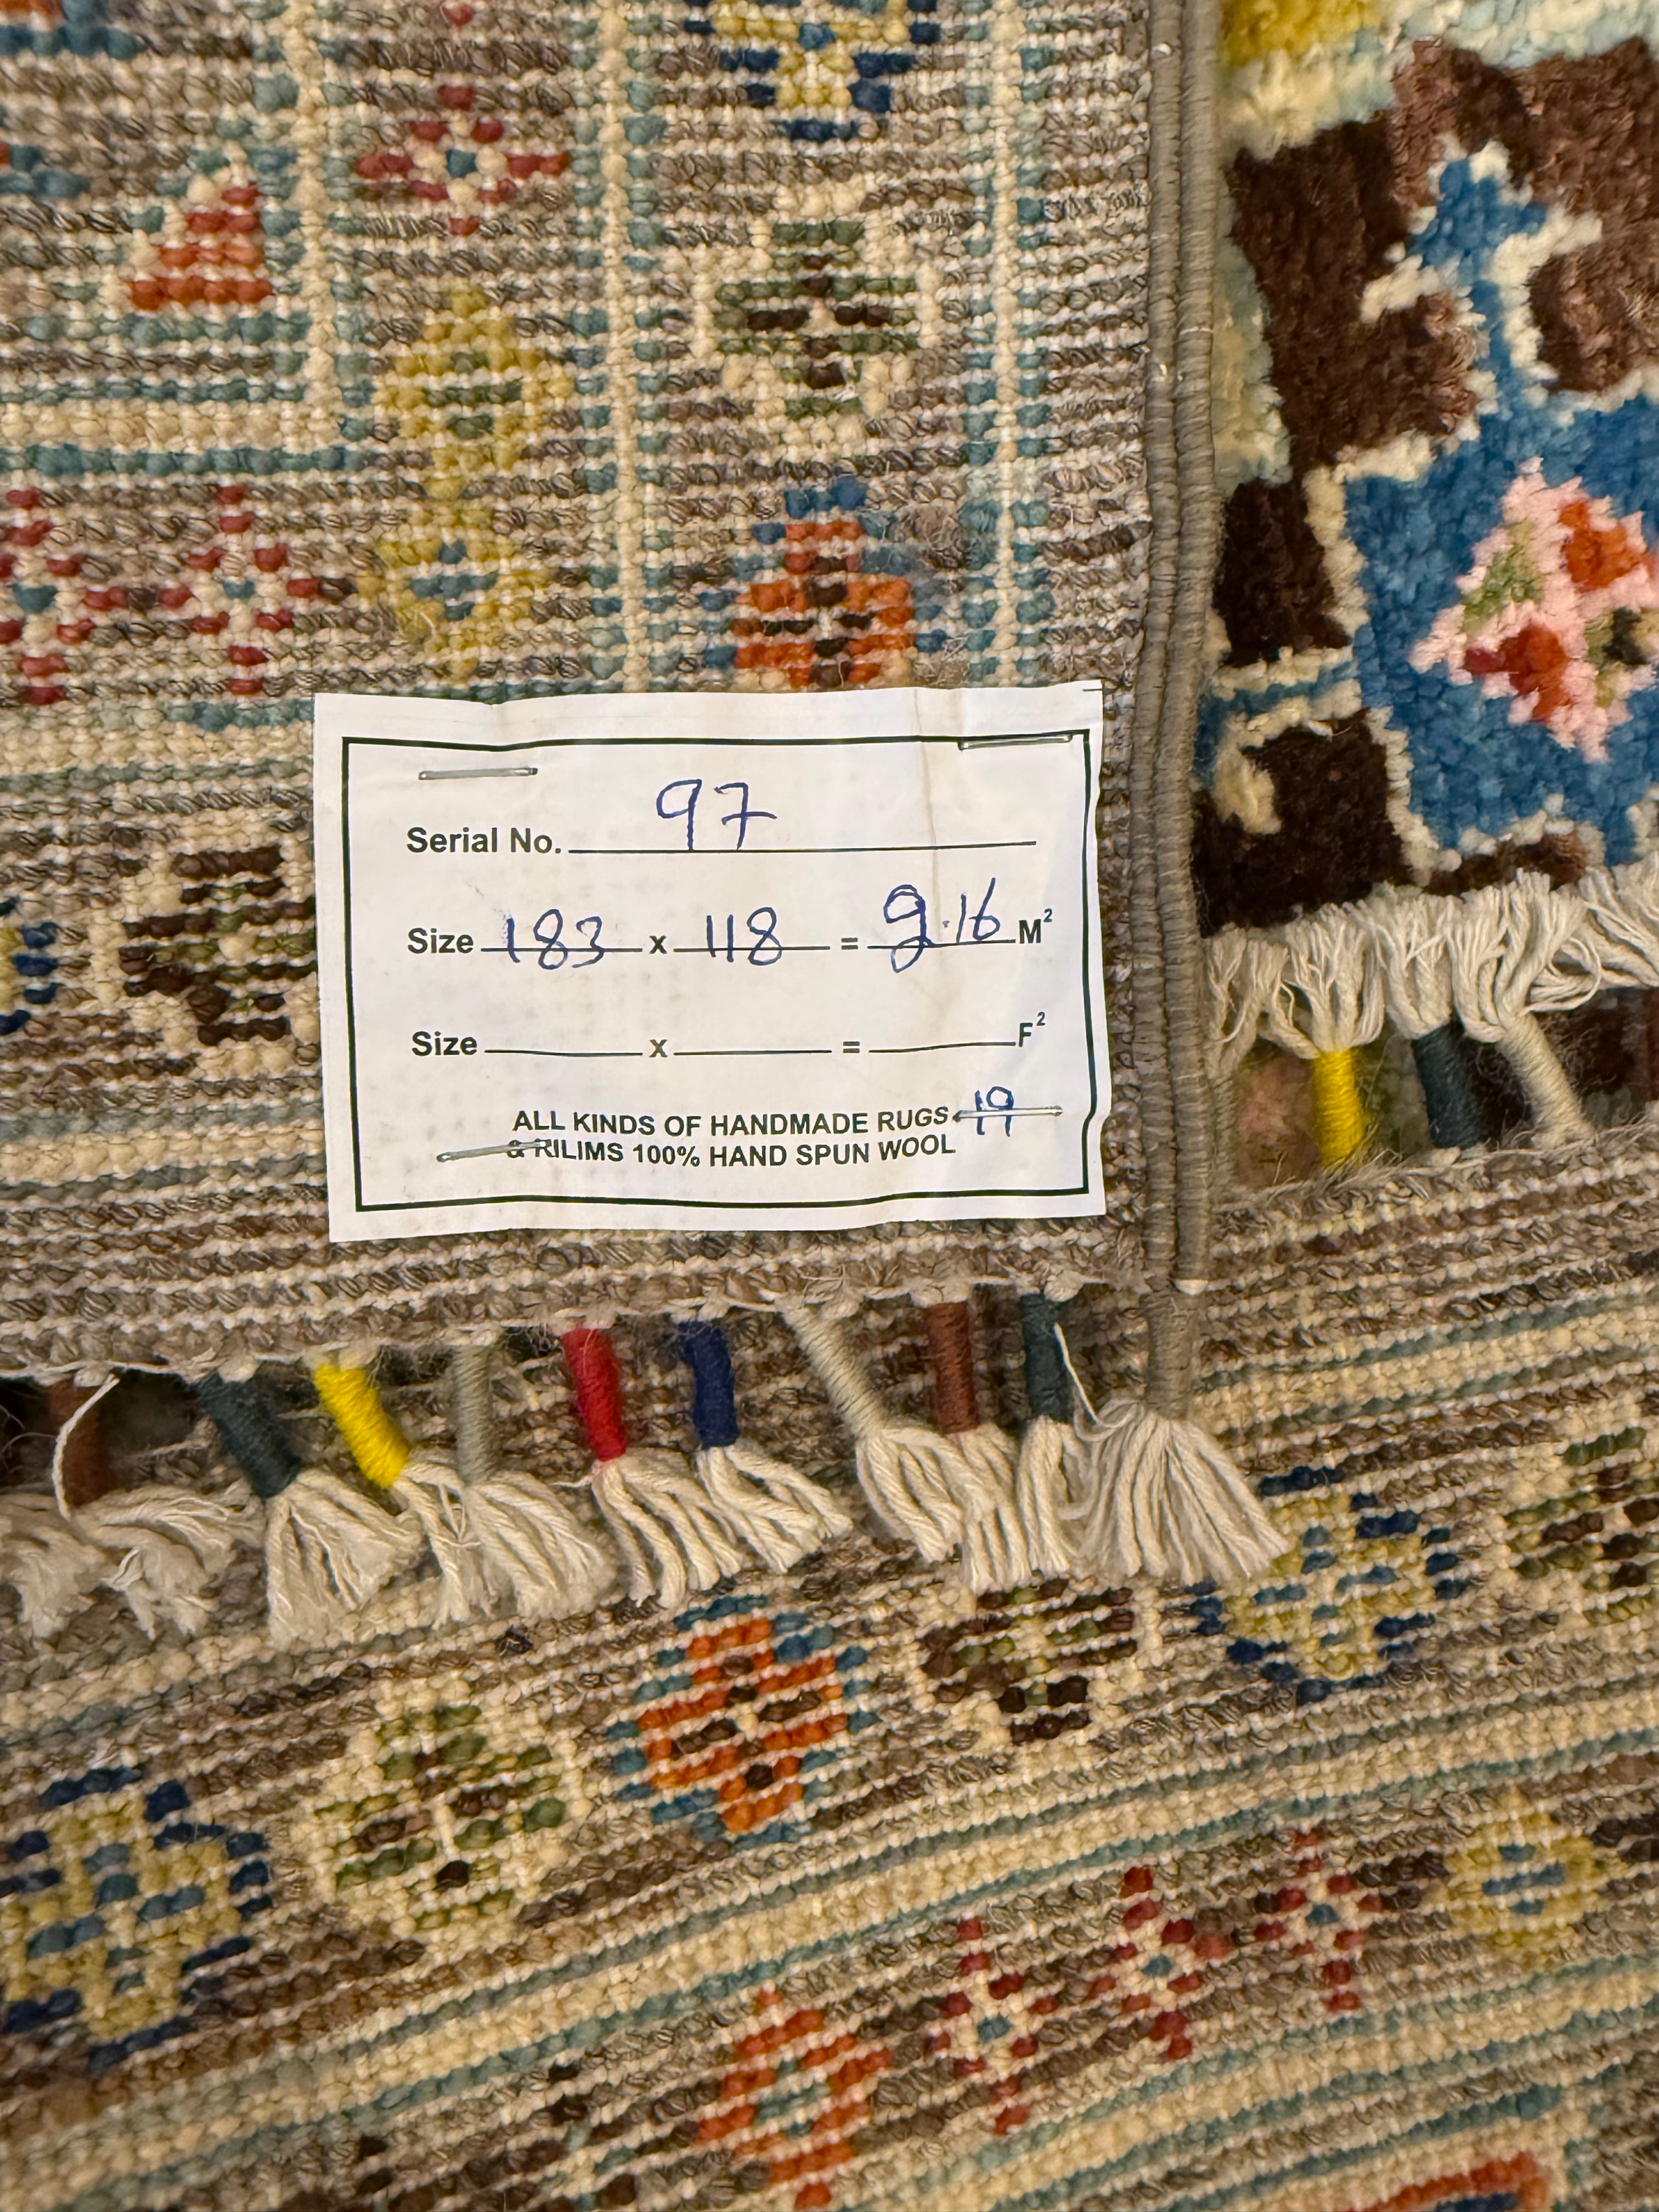 Serial No. 97
Size 183 x 118 = 2.16 M²
Size x = F²
ALL KINDS OF HANDMADE RUGS 19
& RILIMS 100% HAND SPUN WOOL